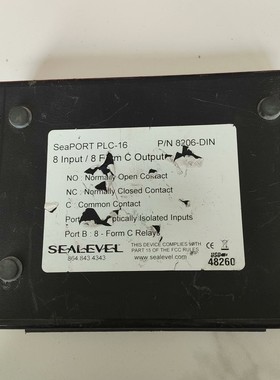 SeaPORT PLC-16 P/N 8206-DIN
8 Input / 8 Form C Output
NO : Normally Open Contact
NC : Normally Closed Contact
C : Common Contact
Port Optically Isolated Inputs
Port B : 8 - Form C Relays
SEALEVEL
864.843.4343
THIS DEVICE COMPLIES WITH
PART 15 OF THE FCC RULES
www.sealevel.com
CE
48260